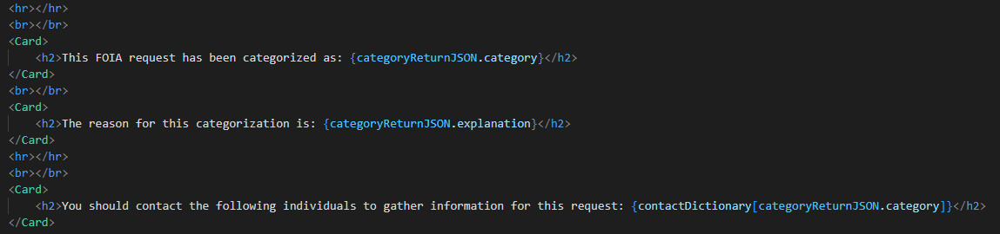 <hr></hr>
<br></br>
<Card>
<h2>This FOIA request has been categorized as: {categoryReturnJSON.category}</h2>
</Card>
<br></br>
<Card>
<h2>The reason for this categorization is: {categoryReturnJSON.explanation}</h2>
</Card>
<hr></hr>
<br></br>
<Card>
<h2>You should contact the following individuals to gather information for this request: {contactDictionary[categoryReturnJSON.category]}</h2>
</Card>